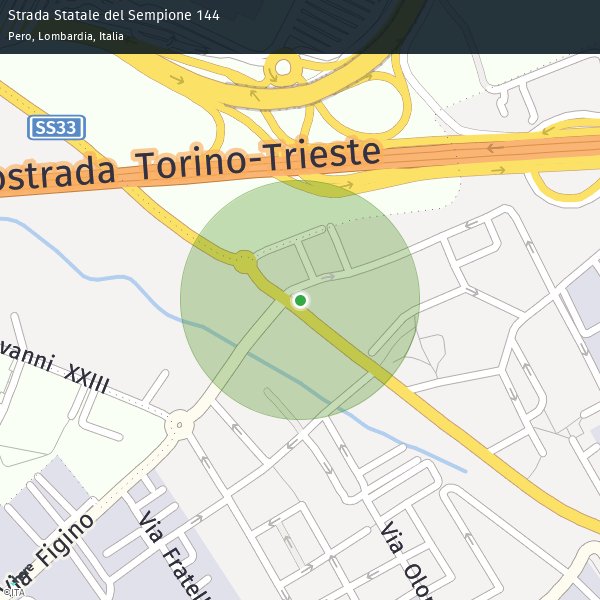 Strada Statale del Sempione 144
Pero, Lombardia, Italia
SS33
ostrada Torino-Trieste
vanni XXIII
Via Figino
Via Fratell
Via Olon
©ITA